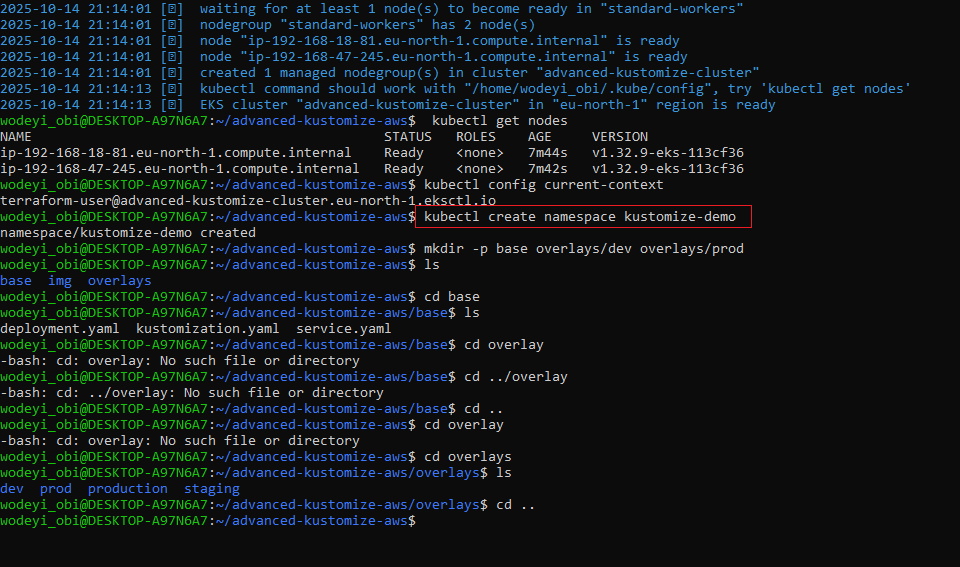 2025-10-14 21:14:01 [ℹ]  waiting for at least 1 node(s) to become ready in "standard-workers"
2025-10-14 21:14:01 [ℹ]  nodegroup "standard-workers" has 2 node(s)
2025-10-14 21:14:01 [ℹ]  node "ip-192-168-18-81.eu-north-1.compute.internal" is ready
2025-10-14 21:14:01 [ℹ]  node "ip-192-168-47-245.eu-north-1.compute.internal" is ready
2025-10-14 21:14:01 [ℹ]  created 1 managed nodegroup(s) in cluster "advanced-kustomize-cluster"
2025-10-14 21:14:13 [ℹ]  kubectl command should work with "/home/wodeyi_obi/.kube/config", try 'kubectl get nodes'
2025-10-14 21:14:13 [ℹ]  EKS cluster "advanced-kustomize-cluster" in "eu-north-1" region is ready
wodeyi_obi@DESKTOP-A97N6A7:~/advanced-kustomize-aws$  kubectl get nodes
NAME                                            STATUS   ROLES    AGE     VERSION
ip-192-168-18-81.eu-north-1.compute.internal    Ready    <none>   7m44s   v1.32.9-eks-113cf36
ip-192-168-47-245.eu-north-1.compute.internal   Ready    <none>   7m42s   v1.32.9-eks-113cf36
wodeyi_obi@DESKTOP-A97N6A7:~/advanced-kustomize-aws$ kubectl config current-context
terraform-user@advanced-kustomize-cluster.eu-north-1.eksctl.io
wodeyi_obi@DESKTOP-A97N6A7:~/advanced-kustomize-aws$ kubectl create namespace kustomize-demo
namespace/kustomize-demo created
wodeyi_obi@DESKTOP-A97N6A7:~/advanced-kustomize-aws$ mkdir -p base overlays/dev overlays/prod
wodeyi_obi@DESKTOP-A97N6A7:~/advanced-kustomize-aws$ ls
base  img  overlays
wodeyi_obi@DESKTOP-A97N6A7:~/advanced-kustomize-aws$ cd base
wodeyi_obi@DESKTOP-A97N6A7:~/advanced-kustomize-aws/base$ ls
deployment.yaml  kustomization.yaml  service.yaml
wodeyi_obi@DESKTOP-A97N6A7:~/advanced-kustomize-aws/base$ cd overlay
-bash: cd: overlay: No such file or directory
wodeyi_obi@DESKTOP-A97N6A7:~/advanced-kustomize-aws/base$ cd ../overlay
-bash: cd: ../overlay: No such file or directory
wodeyi_obi@DESKTOP-A97N6A7:~/advanced-kustomize-aws/base$ cd ..
wodeyi_obi@DESKTOP-A97N6A7:~/advanced-kustomize-aws$ cd overlay
-bash: cd: overlay: No such file or directory
wodeyi_obi@DESKTOP-A97N6A7:~/advanced-kustomize-aws$ cd overlays
wodeyi_obi@DESKTOP-A97N6A7:~/advanced-kustomize-aws/overlays$ ls
dev  prod  production  staging
wodeyi_obi@DESKTOP-A97N6A7:~/advanced-kustomize-aws/overlays$ cd ..
wodeyi_obi@DESKTOP-A97N6A7:~/advanced-kustomize-aws$